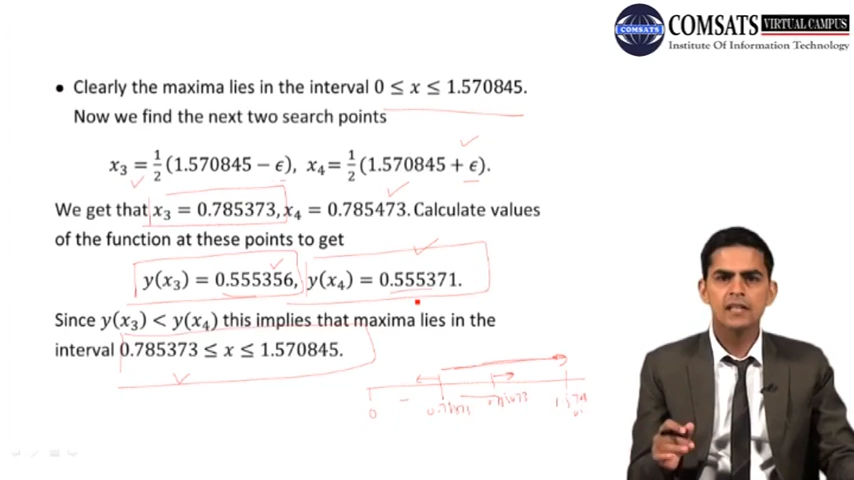 COMSATS VIRTUAL CAMPUS
COMSATS
Institute Of Information Technology
• Clearly the maxima lies in the interval 0 ≤ x ≤ 1.570845.
Now we find the next two search points
x₃ = ½ (1.570845 − ϵ), x₄= ½ (1.570845 + ϵ).
We get that x₃ = 0.785373, x₄ = 0.785473. Calculate values
of the function at these points to get
y(x₃) = 0.555356, y(x₄) = 0.555371.
Since y(x₃) < y(x₄) this implies that maxima lies in the
interval 0.785373 ≤ x ≤ 1.570845.
0